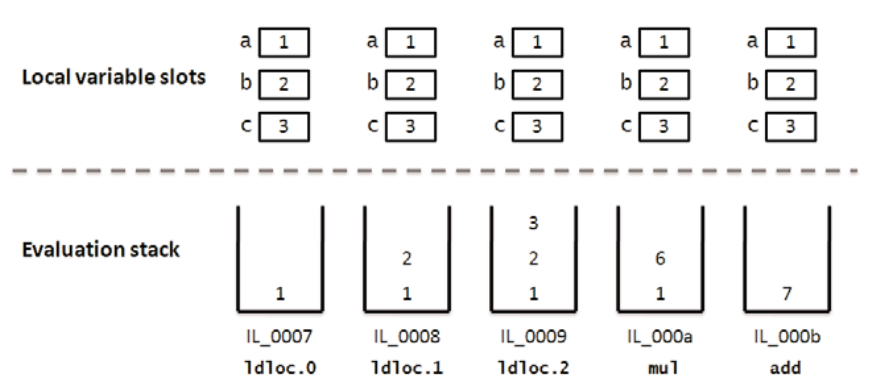 a 1 a 1 a 1 a 1 a 1
Local variable slots b 2 b 2 b 2 b 2 b 2
c 3 c 3 c 3 c 3 c 3
3
Evaluation stack 2 2 6
1 1 1 1 7
IL_0007 IL_0008 IL_0009 IL_000a IL_000b
ldloc.0 ldloc.1 ldloc.2 mul add